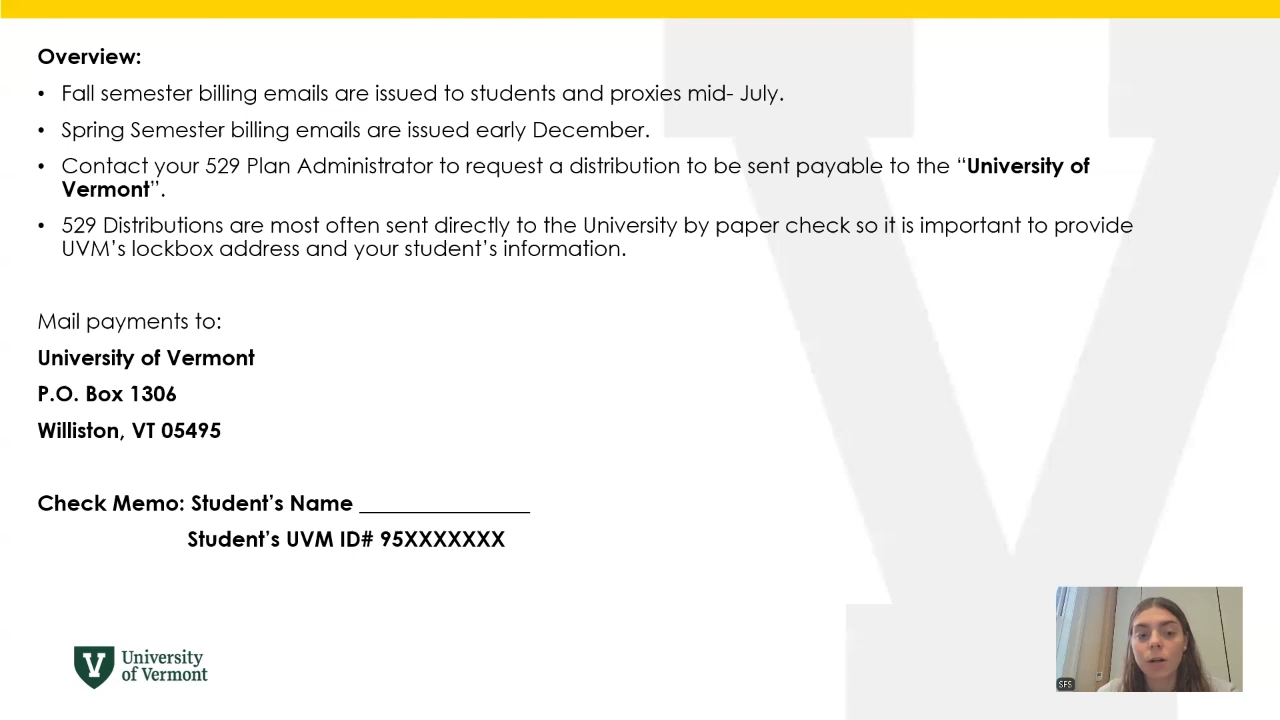 Overview:
• Fall semester billing emails are issued to students and proxies mid- July.
• Spring Semester billing emails are issued early December.
• Contact your 529 Plan Administrator to request a distribution to be sent payable to the “University of
Vermont”.
• 529 Distributions are most often sent directly to the University by paper check so it is important to provide
UVM’s lockbox address and your student’s information.
Mail payments to:
University of Vermont
P.O. Box 1306
Williston, VT 05495
Check Memo: Student’s Name ________________
Student’s UVM ID# 95XXXXXXX
V University
of Vermont
SFS